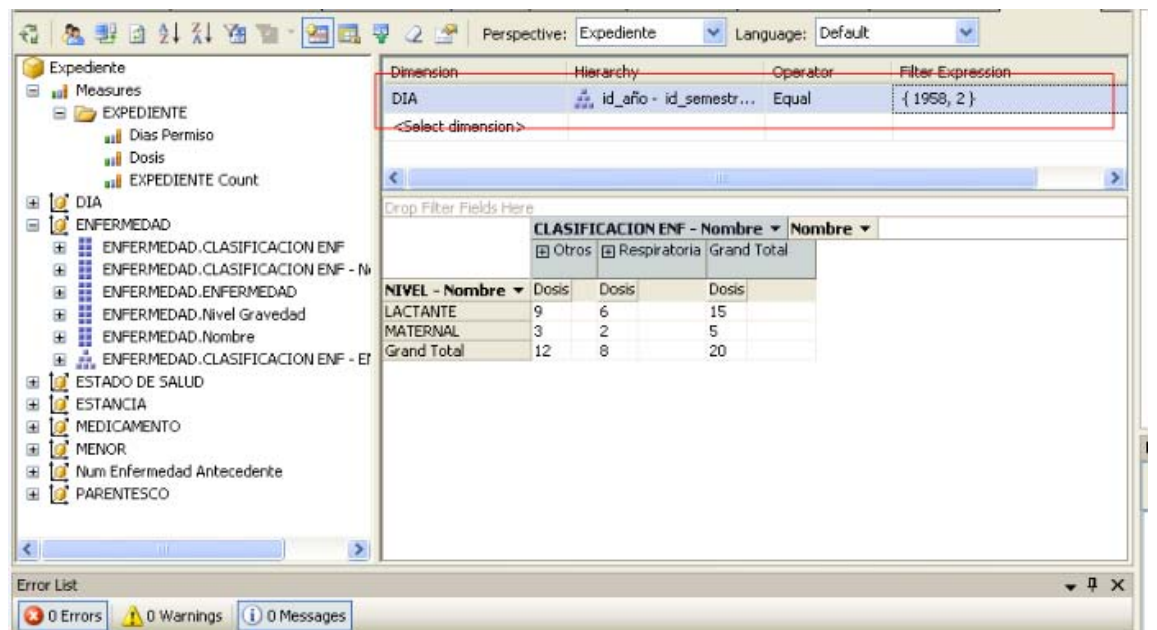 Perspective: Expediente Language: Default
Expediente
Measures
EXPEDIENTE
Dias Permiso
Dosis
EXPEDIENTE Count
DIA
ENFERMEDAD
ENFERMEDAD.CLASIFICACION ENF
ENFERMEDAD.CLASIFICACION ENF - N
ENFERMEDAD.ENFERMEDAD
ENFERMEDAD.Nivel Gravedad
ENFERMEDAD.Nombre
ENFERMEDAD.CLASIFICACION ENF - E
ESTADO DE SALUD
ESTANCIA
MEDICAMENTO
MENOR
Num Enfermedad Antecedente
PARENTESCO
Dimension Hierarchy Operator Filter Expression
DIA id_año - id_semestr... Equal { 1958, 2 }
<Select dimension>
Drop Filter Fields Here
CLASIFICACION ENF - Nombre Nombre
Otros Respiratoria Grand Total
NIVEL - Nombre Dosis Dosis Dosis
LACTANTE 9 6 15
MATERNAL 3 2 5
Grand Total 12 8 20
Error List
0 Errors 0 Warnings 0 Messages